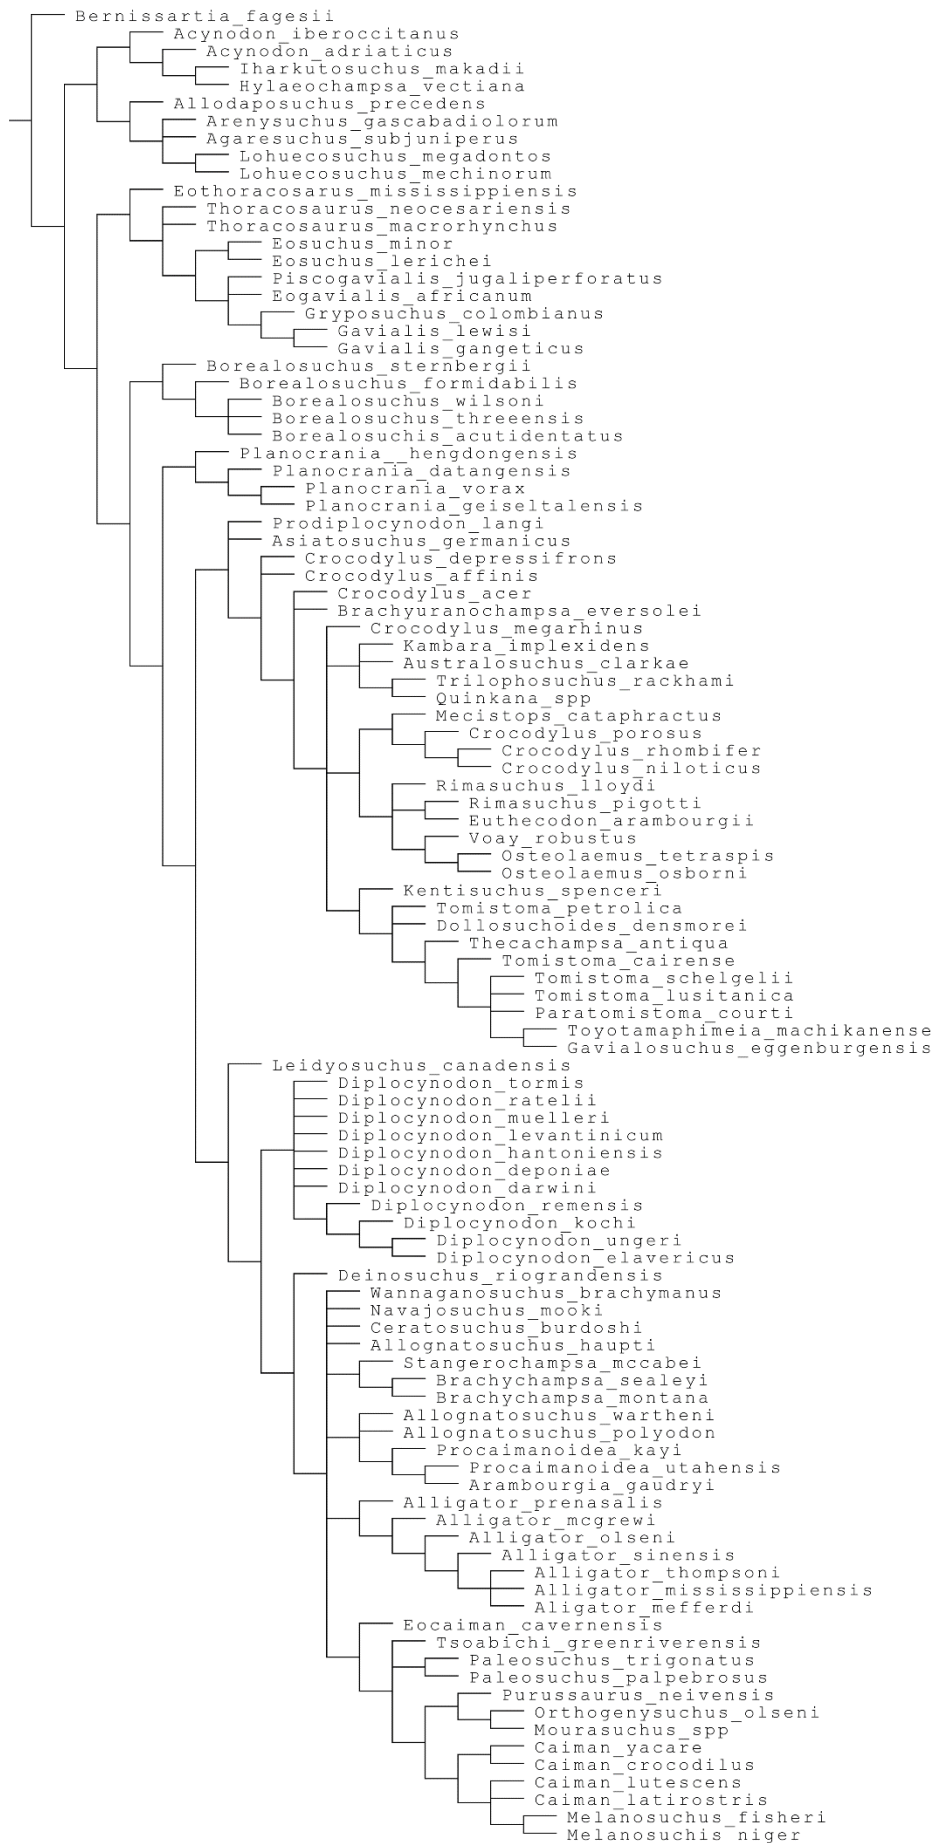 Bernissartia_fagesii
Acynodon_iberoccitanus
Acynodon_adriaticus
Iharkutosuchus_makadii
Hylaeochampsa_vectiana
Allodaposuchus_precedens
Arenysuchus_gascabadiolorum
Agaresuchus_subjuniperus
Lohuecosuchus_megadontos
Lohuecosuchus_mechinorum
Eothoracosarus_mississippiensis
Thoracosaurus_neocesariensis
Thoracosaurus_macrorhynchus
Eosuchus_minor
Eosuchus_lerichei
Piscogavialis_jugaliperforatus
Eogavialis_africanum
Gryposuchus_colombianus
Gavialis_lewisi
Gavialis_gangeticus
Borealosuchus_sternbergii
Borealosuchus_formidabilis
Borealosuchus_wilsoni
Borealosuchus_threeensis
Borealosuchis_acutidentatus
Planocrania__hengdongensis
Planocrania_datangensis
Planocrania_vorax
Planocrania_geiseltalensis
Prodiplocynodon_langi
Asiatosuchus_germanicus
Crocodylus_depressifrons
Crocodylus_affinis
Crocodylus_acer
Brachyuranochampsa_eversolei
Crocodylus_megarhinus
Kambara_implexidens
Australosuchus_clarkae
Trilophosuchus_rackhami
Quinkana_spp
Mecistops_cataphractus
Crocodylus_porosus
Crocodylus_rhombifer
Crocodylus_niloticus
Rimasuchus_lloydi
Rimasuchus_pigotti
Euthecodon_arambourgii
Voay_robustus
Osteolaemus_tetraspis
Osteolaemus_osborni
Kentisuchus_spenceri
Tomistoma_petrolica
Dollosuchoides_densmorei
Thecachampsa_antiqua
Tomistoma_cairense
Tomistoma_schelgelii
Tomistoma_lusitanica
Paratomistoma_courti
Toyotamaphimeia_machikanense
Gavialosuchus_eggenburgensis
Leidyosuchus_canadensis
Diplocynodon_tormis
Diplocynodon_ratelii
Diplocynodon_muelleri
Diplocynodon_levantinicum
Diplocynodon_hantoniensis
Diplocynodon_deponiae
Diplocynodon_darwini
Diplocynodon_remensis
Diplocynodon_kochi
Diplocynodon_ungeri
Diplocynodon_elavericus
Deinosuchus_riograndensis
Wannaganosuchus_brachymanus
Navajosuchus_mooki
Ceratosuchus_burdoshi
Allognatosuchus_haupti
Stangerochampsa_mccabei
Brachychampsa_sealeyi
Brachychampsa_montana
Allognatosuchus_wartheni
Allognatosuchus_polyodon
Procaimanoidea_kayi
Procaimanoidea_utahensis
Arambourgia_gaudryi
Alligator_prenasalis
Alligator_mcgrewi
Alligator_olseni
Alligator_sinensis
Alligator_thompsoni
Alligator_mississippiensis
Aligator_mefferdi
Eocaiman_cavernensis
Tsoabichi_greenriverensis
Paleosuchus_trigonatus
Paleosuchus_palpebrosus
Purussaurus_neivensis
Orthogenysuchus_olseni
Mourasuchus_spp
Caiman_yacare
Caiman_crocodilus
Caiman_lutescens
Caiman_latirostris
Melanosuchus_fisheri
Melanosuchis_niger